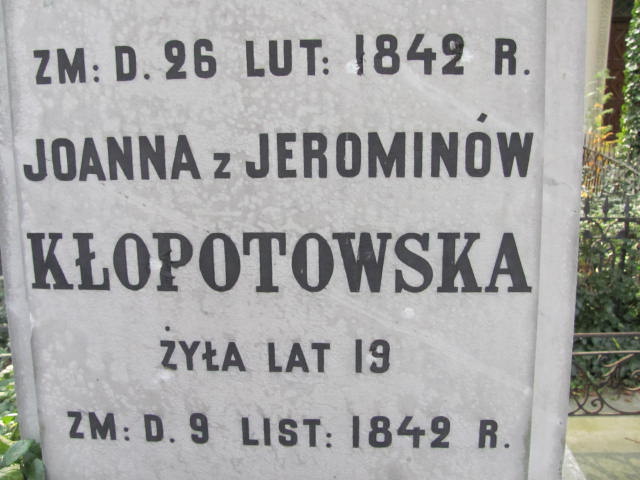 ZM: D. 26 LUT: 1842 R.
JOANNA z JEROMINÓW
KŁOPOTOWSKA
ŻYŁA LAT 19
ZM: D. 9 LIST: 1842 R.